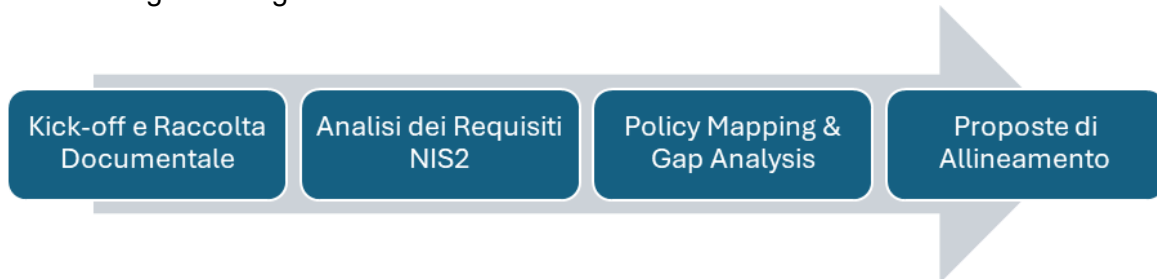 Kick-off e Raccolta
Documentale
Analisi dei Requisiti
NIS2
Policy Mapping &
Gap Analysis
Proposte di
Allineamento